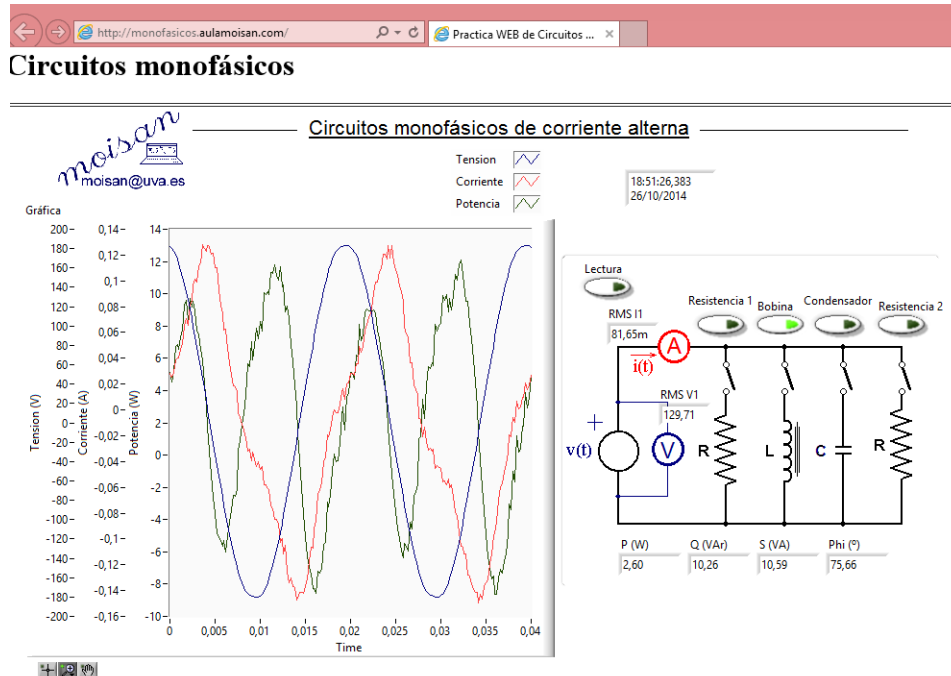 http://monofasicos.aulamoisan.com/
Practica WEB de Circuitos ...
Circuitos monofásicos
moisan
moisan@uva.es
Circuitos monofásicos de corriente alterna
Tension
Corriente
Potencia
18:51:26,383
26/10/2014
Gráfica
200 0,14 14
180 0,12 12
160 0,1 10
140 0,08 8
120 0,06 6
100 0,04 4
80 0,02 2
60 0 0
40 -0,02 -2
20 -0,04 -4
0 -0,06 -6
-20 -0,08 -8
-40 -0,1 -10
-60 -0,12
-80 -0,14
-100 -0,16
-120
-140
-160
-180
-200
Tension (V)
Corriente (A)
Potencia (W)
0 0,005 0,01 0,015 0,02 0,025 0,03 0,035 0,04
Time
Lectura
Resistencia 1 Bobina Condensador Resistencia 2
RMS I1
81,65m
A
i(t)
RMS V1
129,71
+
v(t) V R L C R
P (W) Q (VAr) S (VA) Phi (º)
2,60 10,26 10,59 75,66